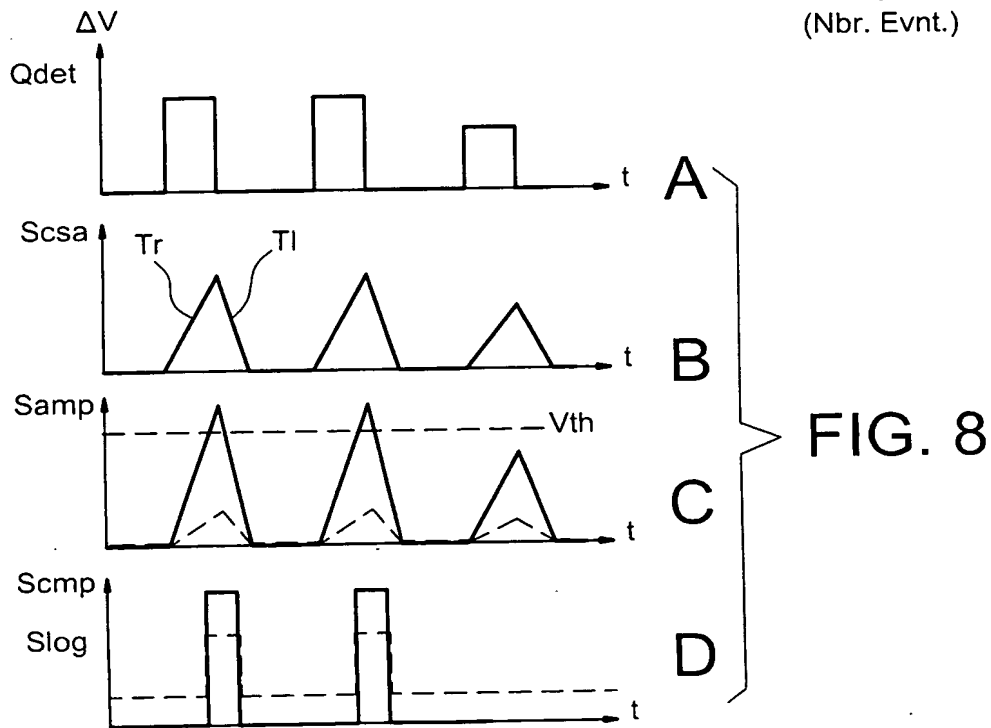 (Nbr. Evnt.)
ΔV
Qdet
t
A
Scsa
Tr
Tl
t
B
Samp
Vth
t
C
FIG. 8
Scmp
Slog
t
D